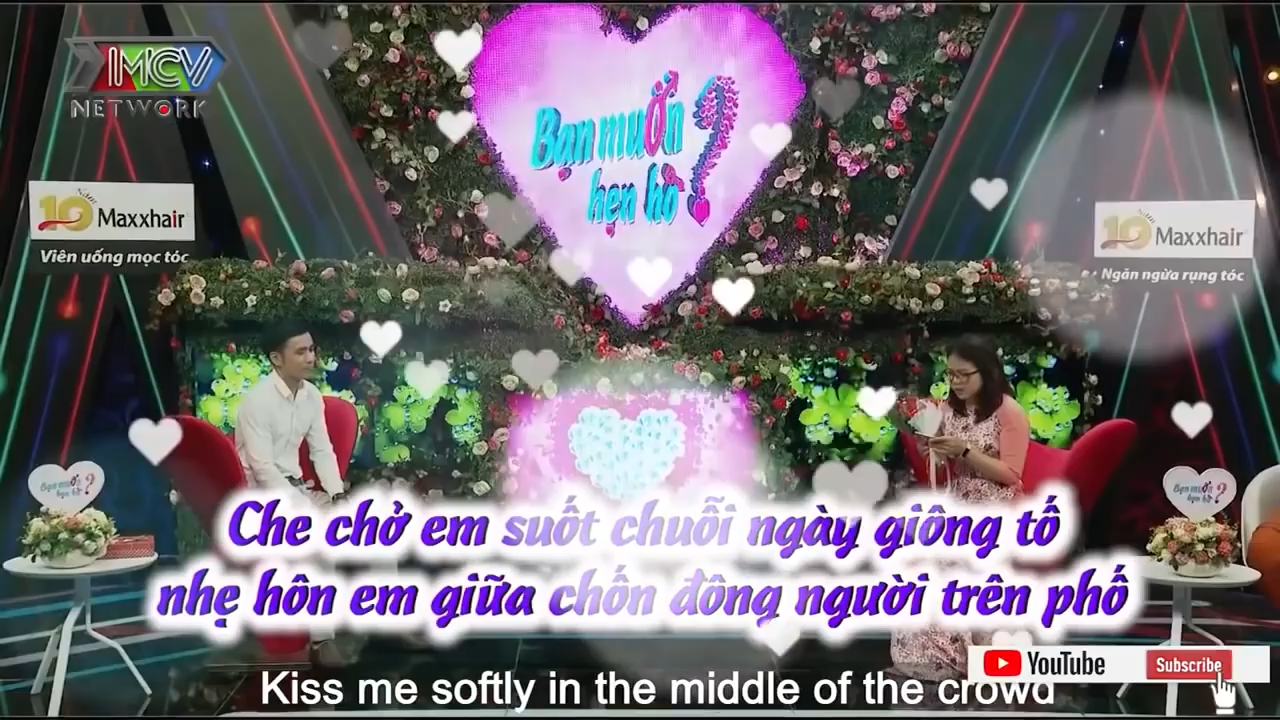 MCV
NETWORK
Bạn muốn
hẹn hò?
10 Năm
Maxxhair
Viên uống mọc tóc
10 Năm
Maxxhair
Ngăn ngừa rụng tóc
Bạn muốn
hẹn hò?
Bạn muốn
hẹn hò?
Che chở em suốt chuỗi ngày giông tố
nhẹ hôn em giữa chốn đông người trên phố
YouTube
Subscribe
Kiss me softly in the middle of the crowd